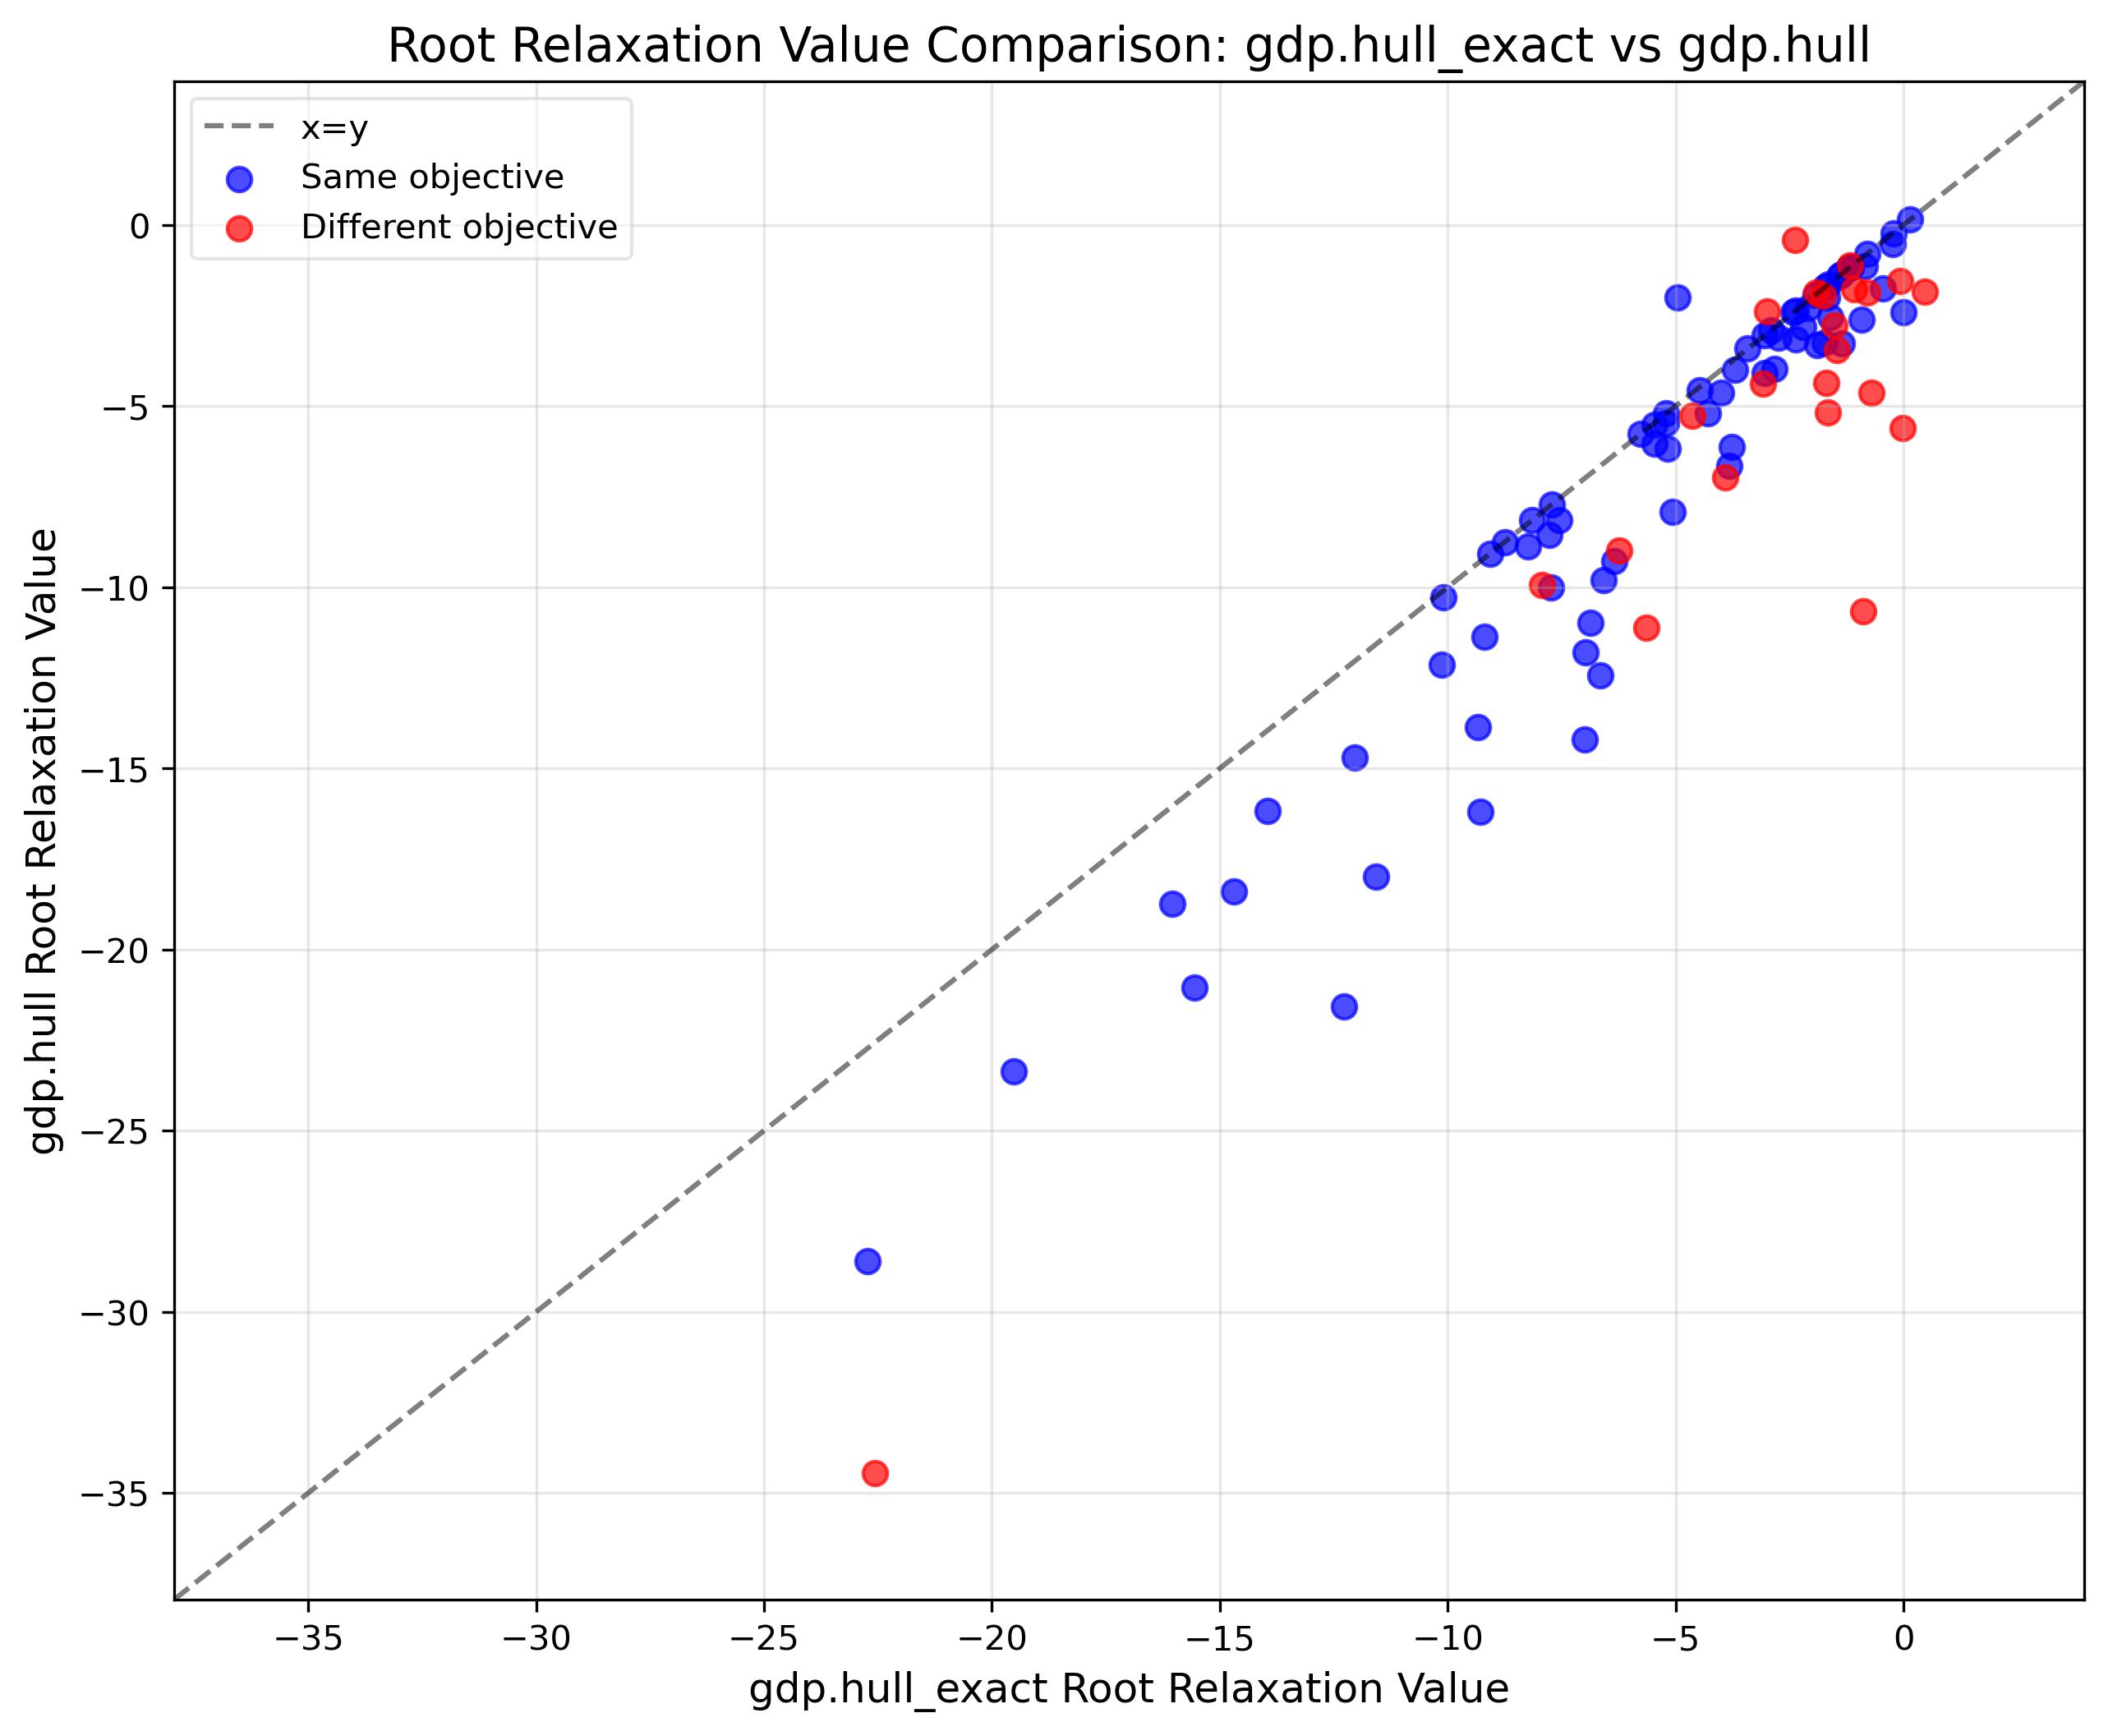 Root Relaxation Value Comparison: gdp.hull_exact vs gdp.hull
x=y
Same objective
Different objective
gdp.hull Root Relaxation Value
0
−5
−10
−15
−20
−25
−30
−35
−35
−30
−25
−20
−15
−10
−5
0
gdp.hull_exact Root Relaxation Value